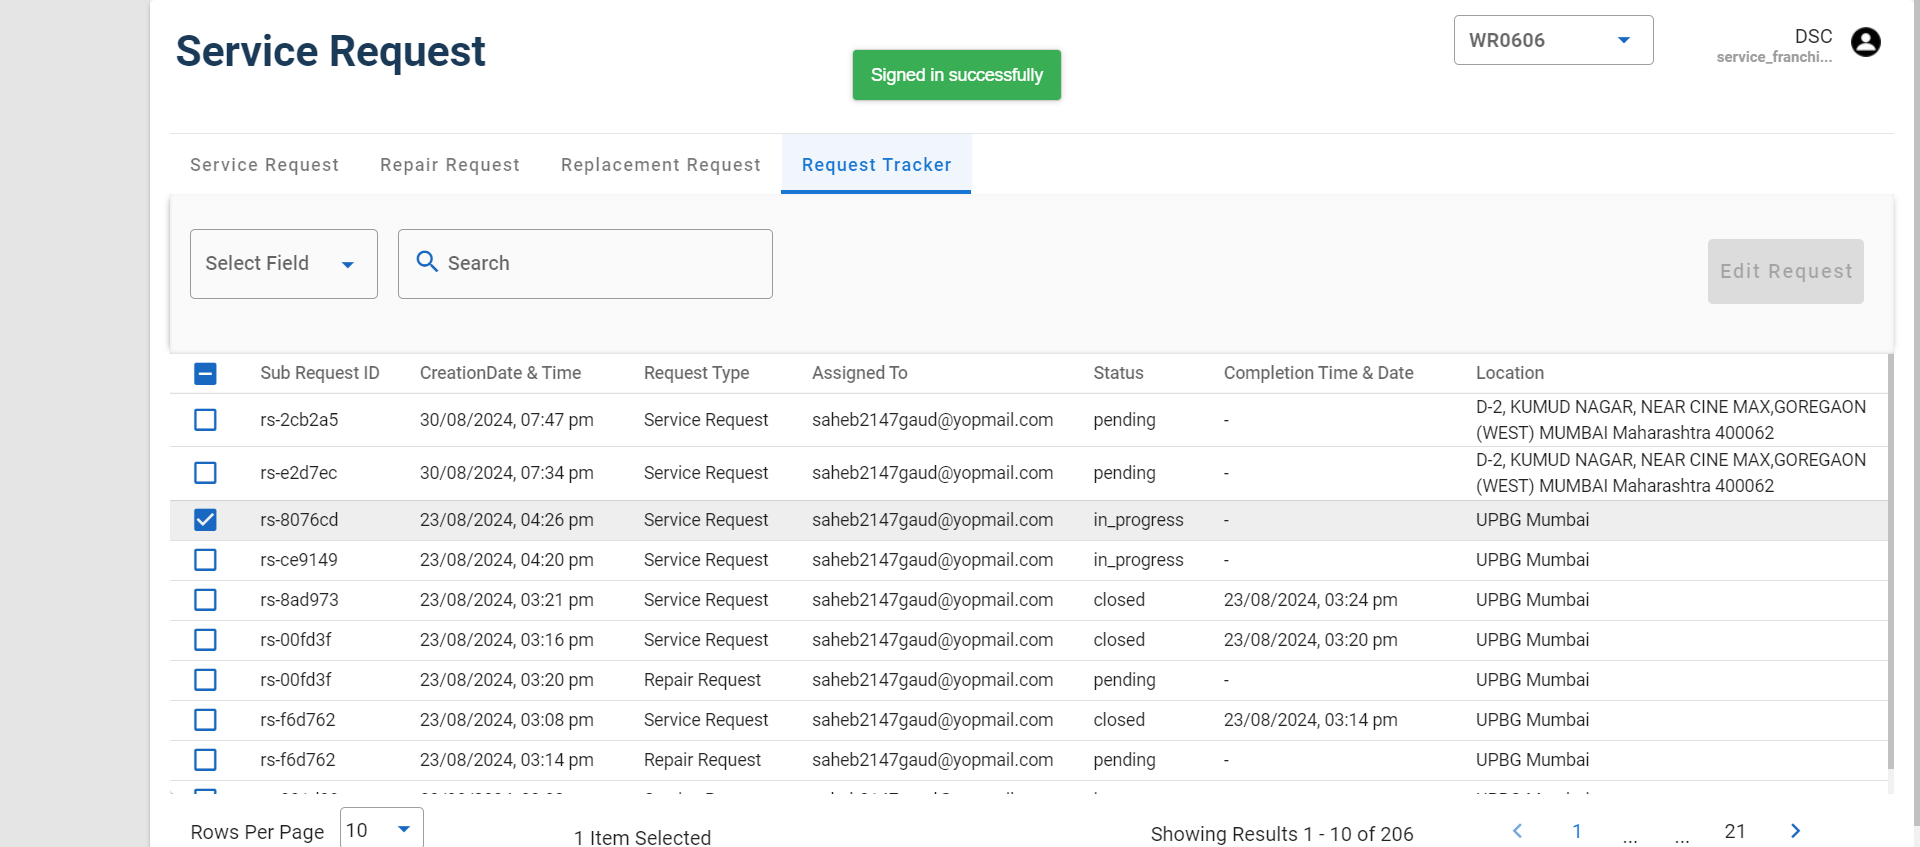 Service Request
Signed in successfully
WR0606
DSC
service_franchi...
Service Request
Repair Request
Replacement Request
Request Tracker
Select Field
Search
Edit Request
Sub Request ID CreationDate & Time Request Type Assigned To Status Completion Time & Date Location
rs-2cb2a5 30/08/2024, 07:47 pm Service Request saheb2147gaud@yopmail.com pending - D-2, KUMUD NAGAR, NEAR CINE MAX,GOREGAON
(WEST) MUMBAI Maharashtra 400062
rs-e2d7ec 30/08/2024, 07:34 pm Service Request saheb2147gaud@yopmail.com pending - D-2, KUMUD NAGAR, NEAR CINE MAX,GOREGAON
(WEST) MUMBAI Maharashtra 400062
rs-8076cd 23/08/2024, 04:26 pm Service Request saheb2147gaud@yopmail.com in_progress - UPBG Mumbai
rs-ce9149 23/08/2024, 04:20 pm Service Request saheb2147gaud@yopmail.com in_progress - UPBG Mumbai
rs-8ad973 23/08/2024, 03:21 pm Service Request saheb2147gaud@yopmail.com closed 23/08/2024, 03:24 pm UPBG Mumbai
rs-00fd3f 23/08/2024, 03:16 pm Service Request saheb2147gaud@yopmail.com closed 23/08/2024, 03:20 pm UPBG Mumbai
rs-00fd3f 23/08/2024, 03:20 pm Repair Request saheb2147gaud@yopmail.com pending - UPBG Mumbai
rs-f6d762 23/08/2024, 03:08 pm Service Request saheb2147gaud@yopmail.com closed 23/08/2024, 03:14 pm UPBG Mumbai
rs-f6d762 23/08/2024, 03:14 pm Repair Request saheb2147gaud@yopmail.com pending - UPBG Mumbai
Rows Per Page 10
1 Item Selected
Showing Results 1 - 10 of 206
1 ... ... 21